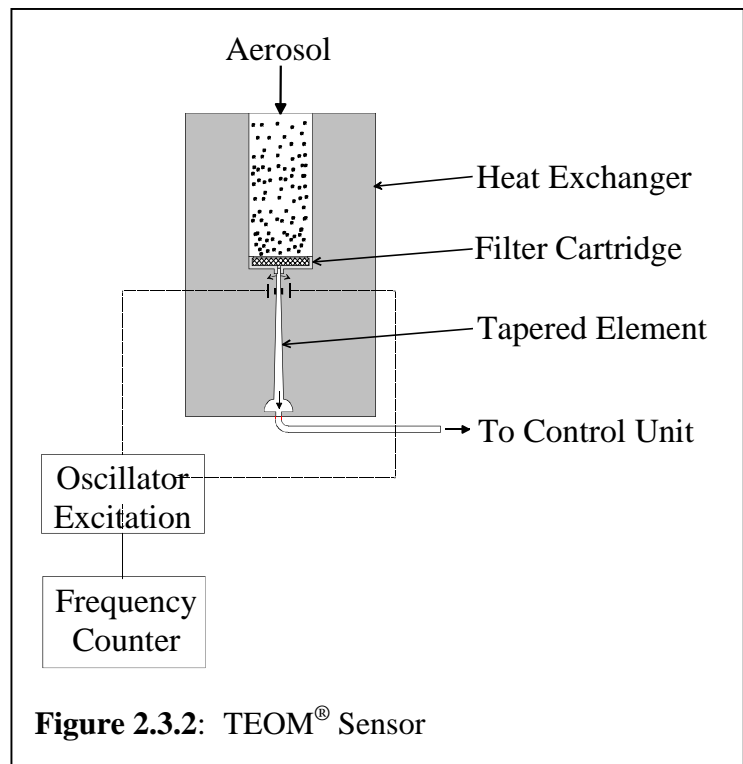 Aerosol
Heat Exchanger
Filter Cartridge
Tapered Element
To Control Unit
Oscillator
Excitation
Frequency
Counter
Figure 2.3.2: TEOM® Sensor